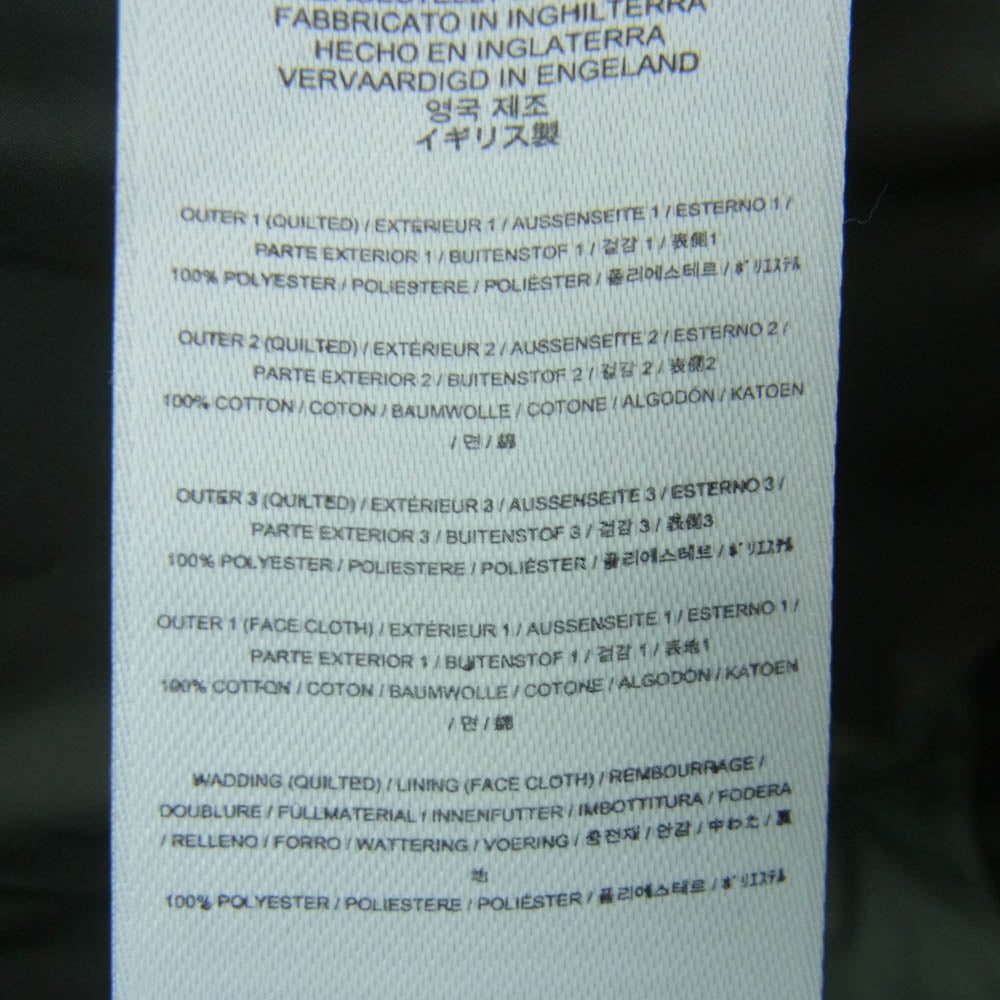 FABBRICATO IN INGHILTERRA
HECHO EN INGLATERRA
VERVAARDIGD IN ENGELAND
영국 제조
イギリス製
OUTER 1 (QUILTED) / EXTÉRIEUR 1 / AUSSENSEITE 1 / ESTERNO 1 /
PARTE EXTERIOR 1 / BUITENSTOF 1 / 겉감 1 / 表側1
100% POLYESTER / POLIESTERE / POLIÉSTER / 폴리에스테르 / ポリエステル
OUTER 2 (QUILTED) / EXTÉRIEUR 2 / AUSSENSEITE 2 / ESTERNO 2 /
PARTE EXTERIOR 2 / BUITENSTOF 2 / 겉감 2 / 表側2
100% COTTON / COTON / BAUMWOLLE / COTONE / ALGODÓN / KATOEN
/ 면 / 綿
OUTER 3 (QUILTED) / EXTÉRIEUR 3 / AUSSENSEITE 3 / ESTERNO 3 /
PARTE EXTERIOR 3 / BUITENSTOF 3 / 겉감 3 / 表側3
100% POLYESTER / POLIESTERE / POLIÉSTER / 폴리에스테르 / ポリエステル
OUTER 1 (FACE CLOTH) / EXTÉRIEUR 1 / AUSSENSEITE 1 / ESTERNO 1 /
PARTE EXTERIOR 1 / BUITENSTOF 1 / 겉감 1 / 表地1
100% COTTON / COTON / BAUMWOLLE / COTONE / ALGODÓN / KATOEN
/ 면 / 綿
WADDING (QUILTED) / LINING (FACE CLOTH) / REMBOURRAGE /
DOUBLURE / FÜLLMATERIAL / INNENFUTTER / IMBOTTITURA / FODERA
/ RELLENO / FORRO / WATTERING / VOERING / 충전재 / 안감 / 中わた / 裏
地
100% POLYESTER / POLIESTERE / POLIÉSTER / 폴리에스테르 / ポリエステル